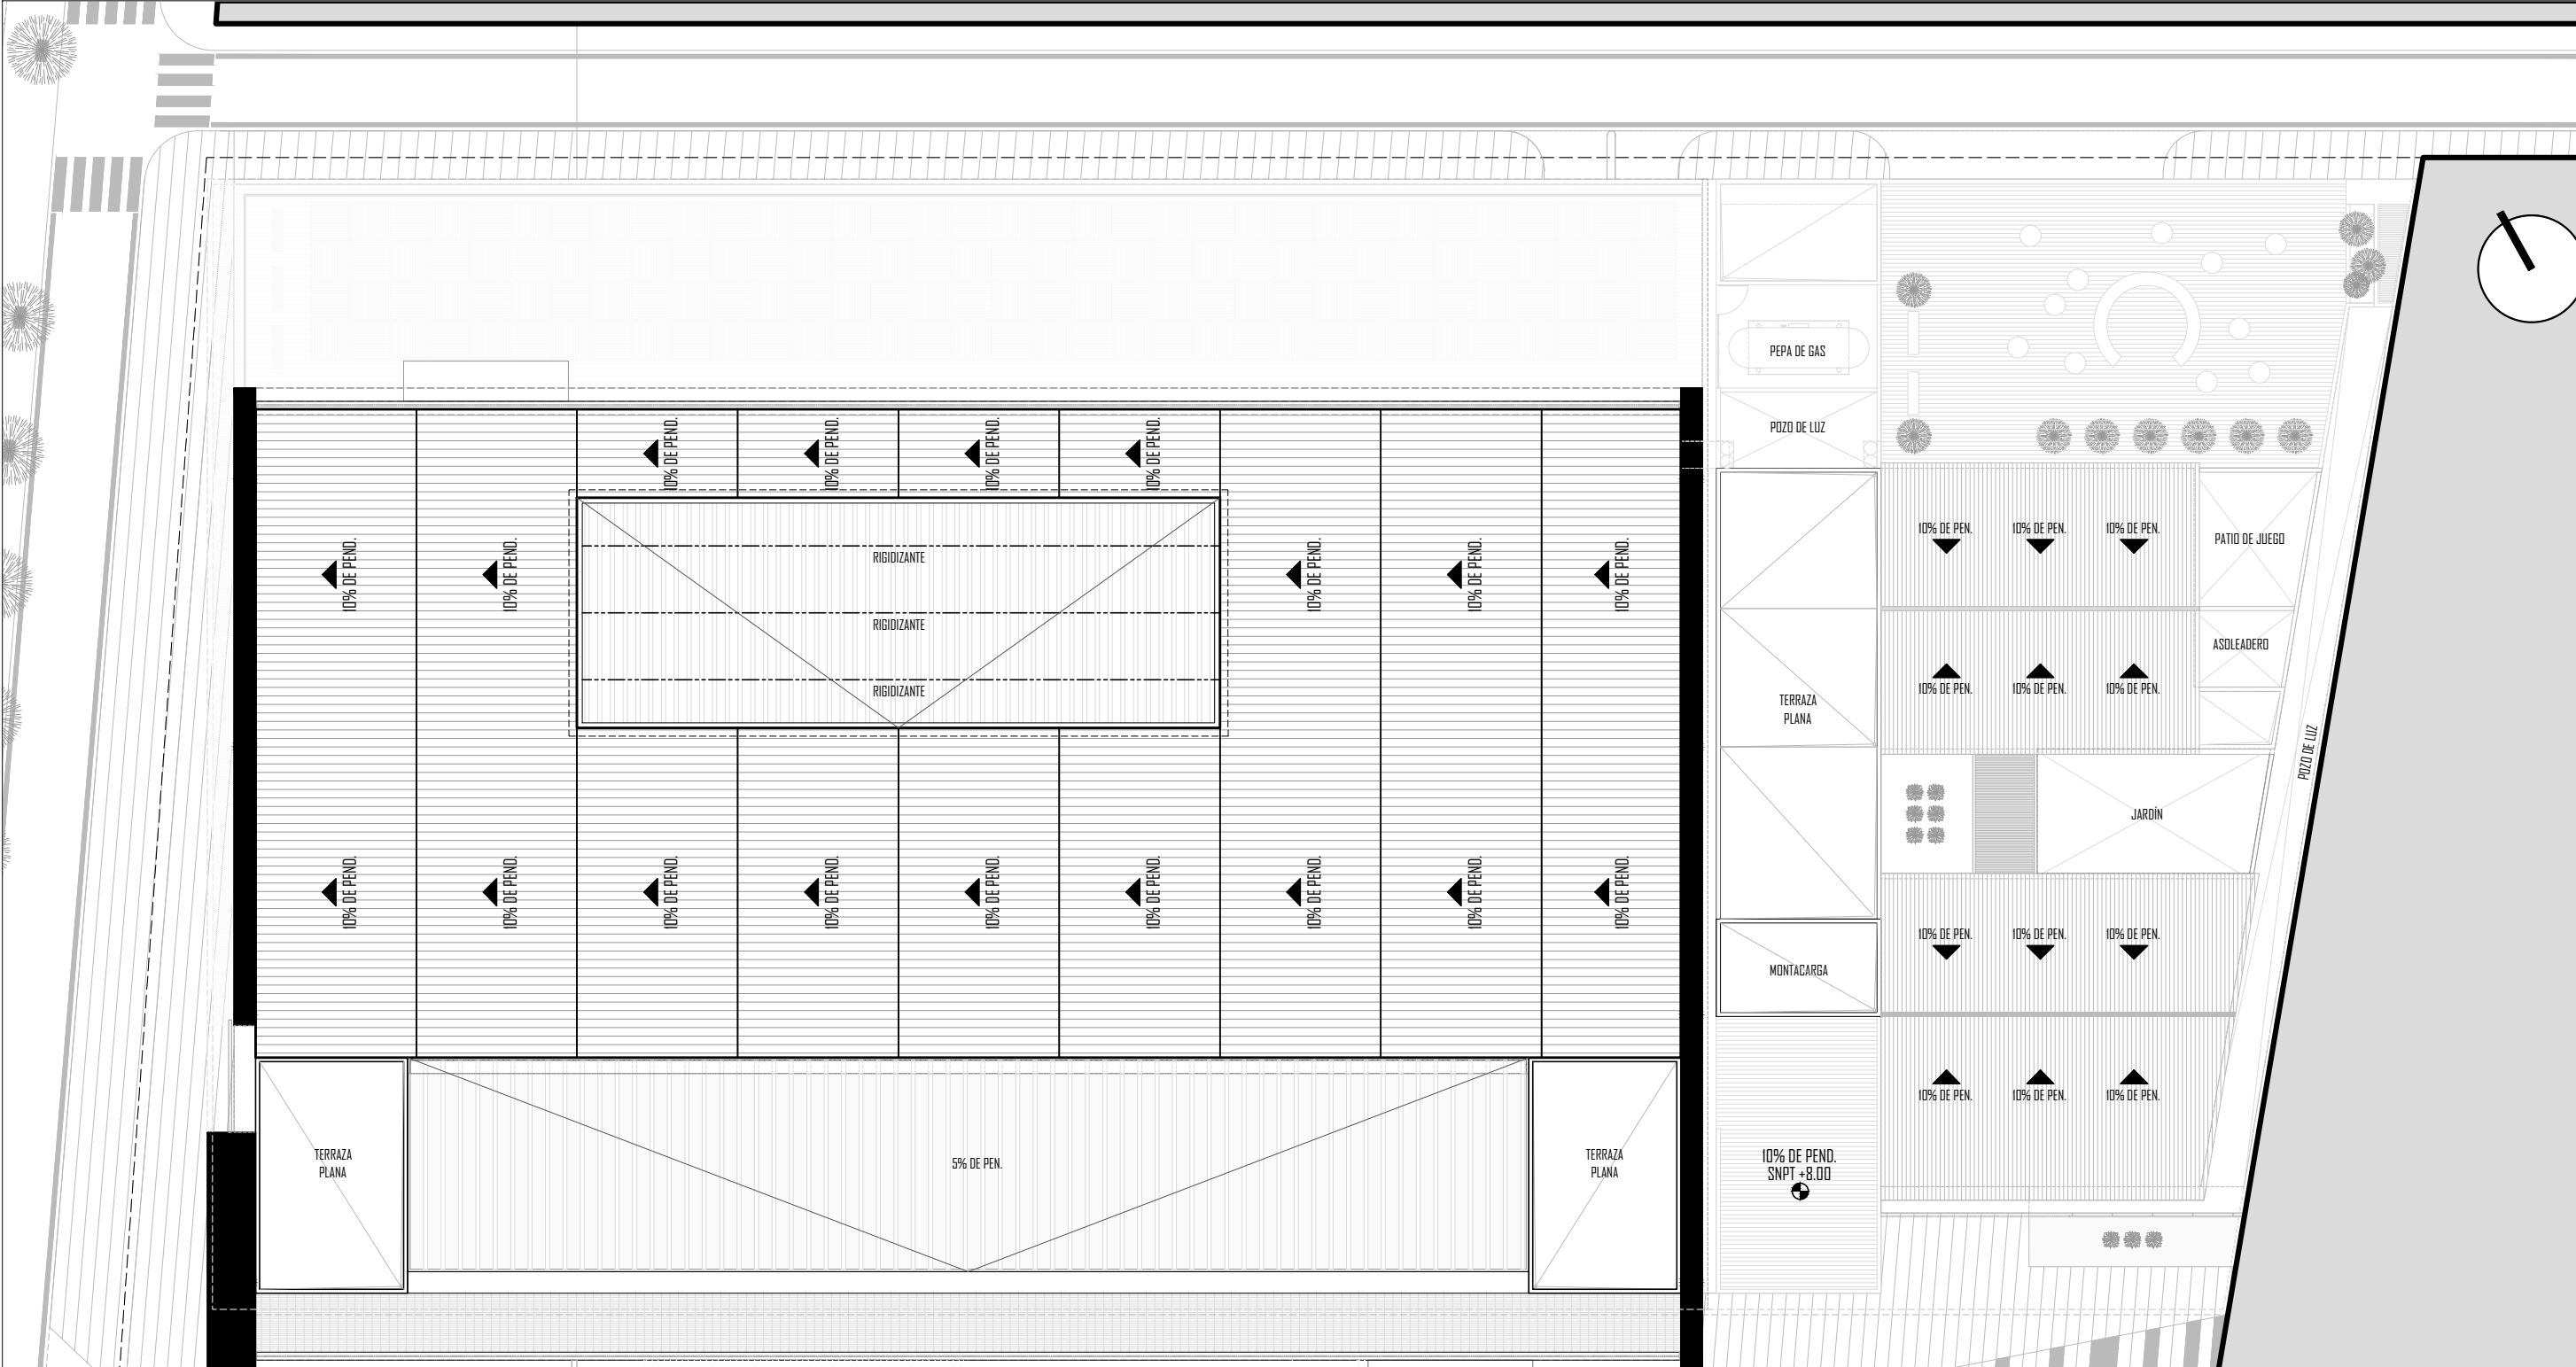 10% DE PEND.
10% DE PEND.
10% DE PEND.
10% DE PEND.
10% DE PEND.
10% DE PEND.
RIGIDIZANTE
RIGIDIZANTE
RIGIDIZANTE
10% DE PEND.
10% DE PEND.
10% DE PEND.
10% DE PEND.
10% DE PEND.
10% DE PEND.
10% DE PEND.
10% DE PEND.
10% DE PEND.
10% DE PEND.
10% DE PEND.
10% DE PEND.
TERRAZA
PLANA
5% DE PEN.
TERRAZA
PLANA
PEPA DE GAS
POZO DE LUZ
TERRAZA
PLANA
MONTACARGA
10% DE PEND.
SNPT +8.00
10% DE PEN.
10% DE PEN.
10% DE PEN.
PATIO DE JUEGO
ASOLEADERO
10% DE PEN.
10% DE PEN.
10% DE PEN.
POZO DE LUZ
JARDÍN
10% DE PEN.
10% DE PEN.
10% DE PEN.
10% DE PEN.
10% DE PEN.
10% DE PEN.